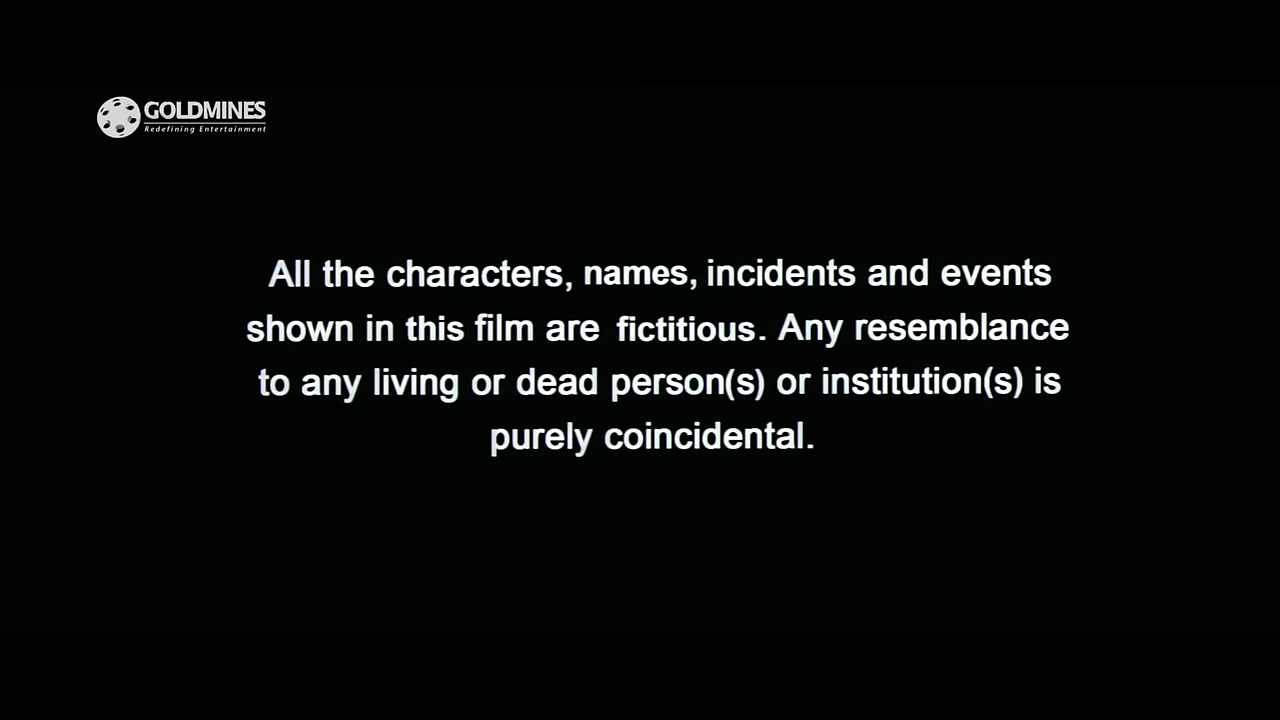 GOLDMINES
Redefining Entertainment
All the characters, names, incidents and events
shown in this film are fictitious. Any resemblance
to any living or dead person(s) or institution(s) is
purely coincidental.